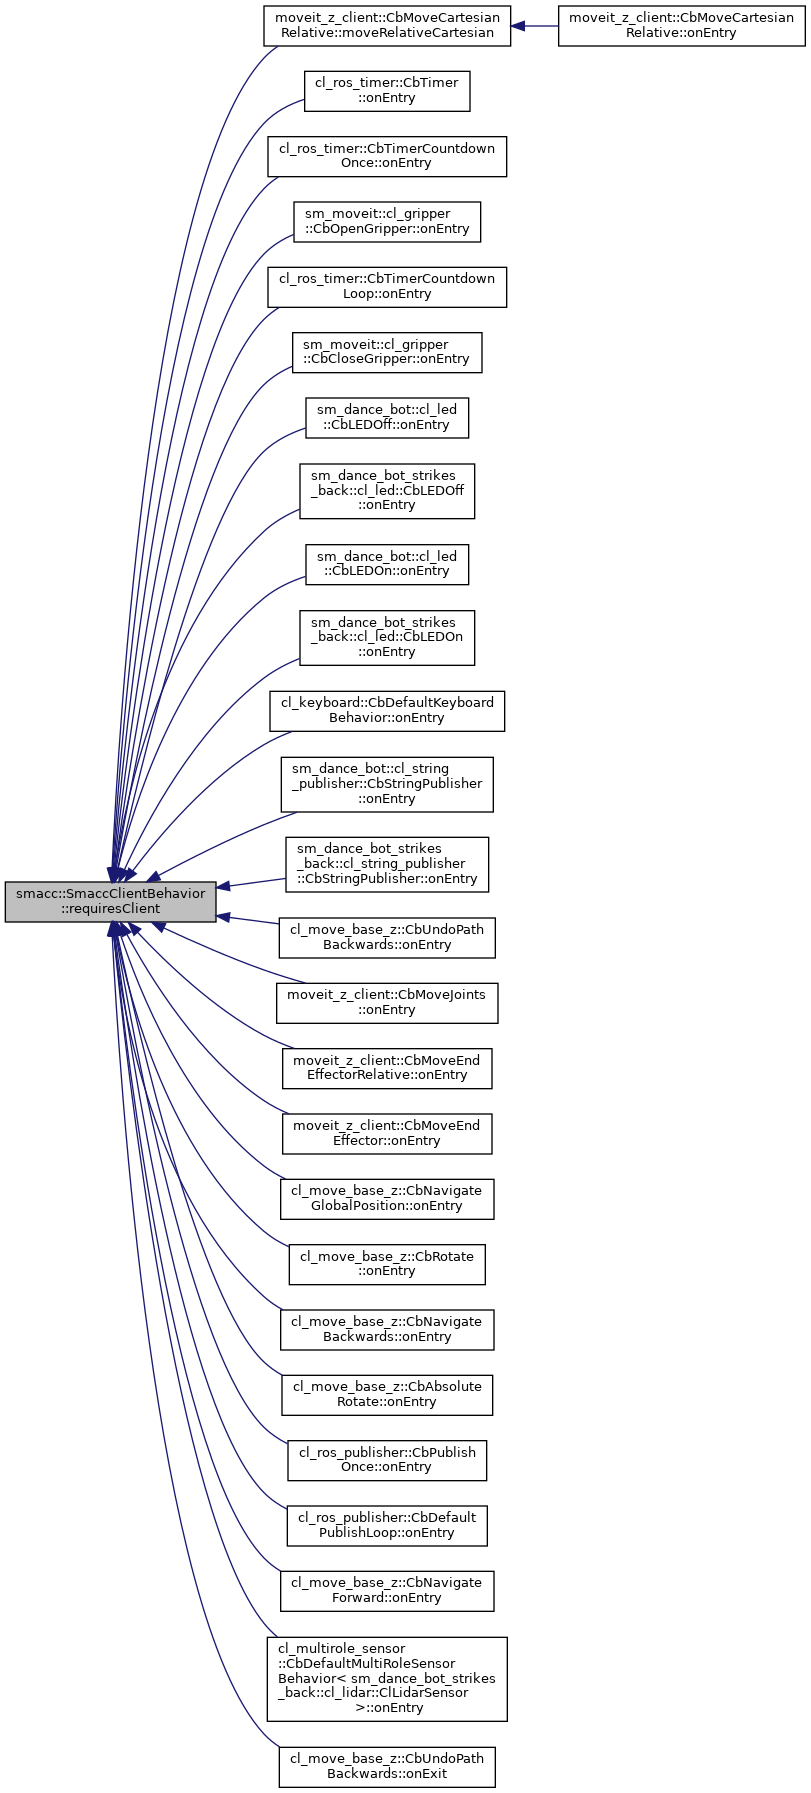 moveit_z_client::CbMoveCartesian
Relative::moveRelativeCartesian
moveit_z_client::CbMoveCartesian
Relative::onEntry
cl_ros_timer::CbTimer
::onEntry
cl_ros_timer::CbTimerCountdown
Once::onEntry
sm_moveit::cl_gripper
::CbOpenGripper::onEntry
cl_ros_timer::CbTimerCountdown
Loop::onEntry
sm_moveit::cl_gripper
::CbCloseGripper::onEntry
sm_dance_bot::cl_led
::CbLEDOff::onEntry
sm_dance_bot_strikes
_back::cl_led::CbLEDOff
::onEntry
sm_dance_bot::cl_led
::CbLEDOn::onEntry
sm_dance_bot_strikes
_back::cl_led::CbLEDOn
::onEntry
cl_keyboard::CbDefaultKeyboard
Behavior::onEntry
sm_dance_bot::cl_string
_publisher::CbStringPublisher
::onEntry
sm_dance_bot_strikes
_back::cl_string_publisher
::CbStringPublisher::onEntry
smacc::SmaccClientBehavior
::requiresClient
cl_move_base_z::CbUndoPath
Backwards::onEntry
moveit_z_client::CbMoveJoints
::onEntry
moveit_z_client::CbMoveEnd
EffectorRelative::onEntry
moveit_z_client::CbMoveEnd
Effector::onEntry
cl_move_base_z::CbNavigate
GlobalPosition::onEntry
cl_move_base_z::CbRotate
::onEntry
cl_move_base_z::CbNavigate
Backwards::onEntry
cl_move_base_z::CbAbsolute
Rotate::onEntry
cl_ros_publisher::CbPublish
Once::onEntry
cl_ros_publisher::CbDefault
PublishLoop::onEntry
cl_move_base_z::CbNavigate
Forward::onEntry
cl_multirole_sensor
::CbDefaultMultiRoleSensor
Behavior< sm_dance_bot_strikes
_back::cl_lidar::ClLidarSensor
>::onEntry
cl_move_base_z::CbUndoPath
Backwards::onExit